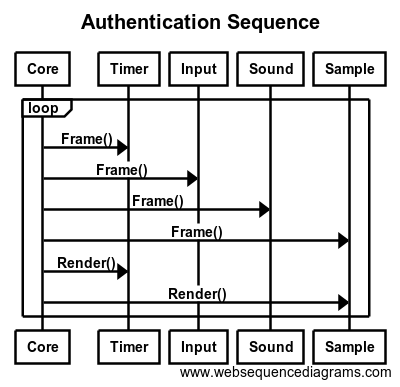 Authentication Sequence
Core Timer Input Sound Sample
loop
Frame()
Frame()
Frame()
Frame()
Render()
Render()
Core Timer Input Sound Sample
www.websequencediagrams.com